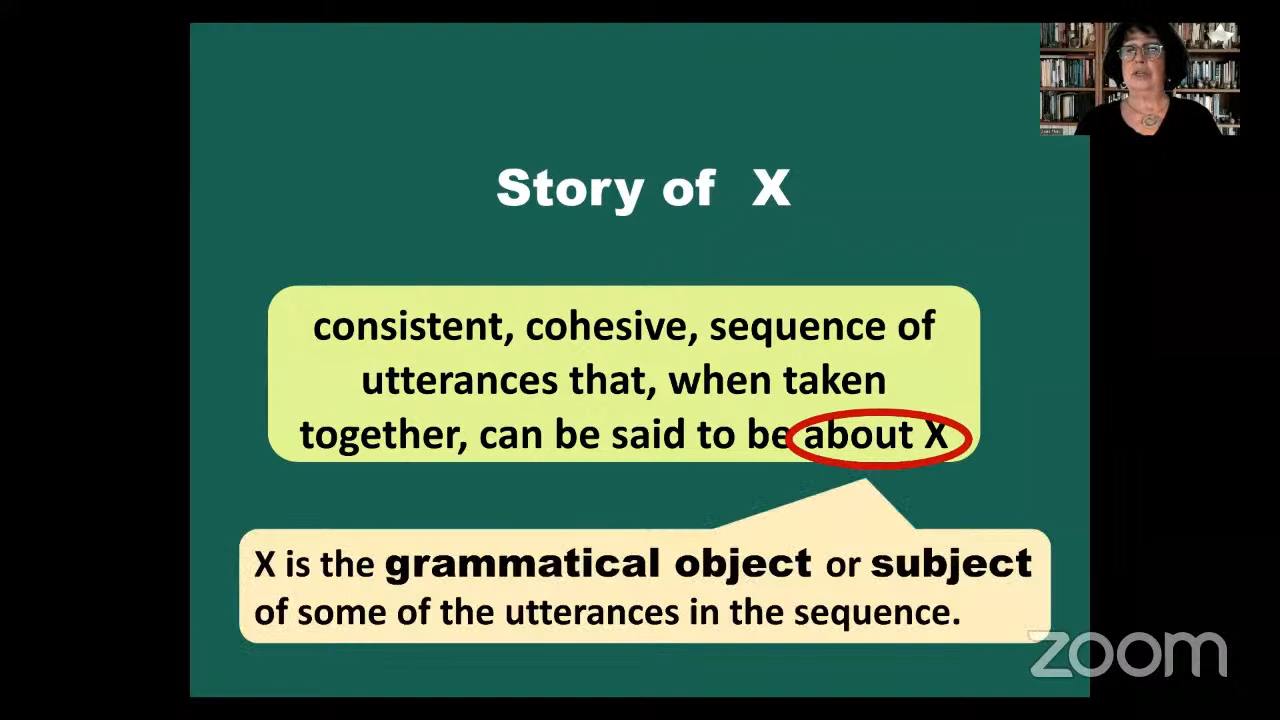 Story of X
consistent, cohesive, sequence of
utterances that, when taken
together, can be said to be about X
X is the grammatical object or subject
of some of the utterances in the sequence.
zoom